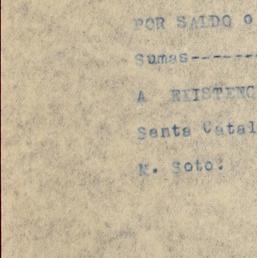 POR SALDO o
Sumas-------
A EXISTENC
Santa Catal
N. Soto.